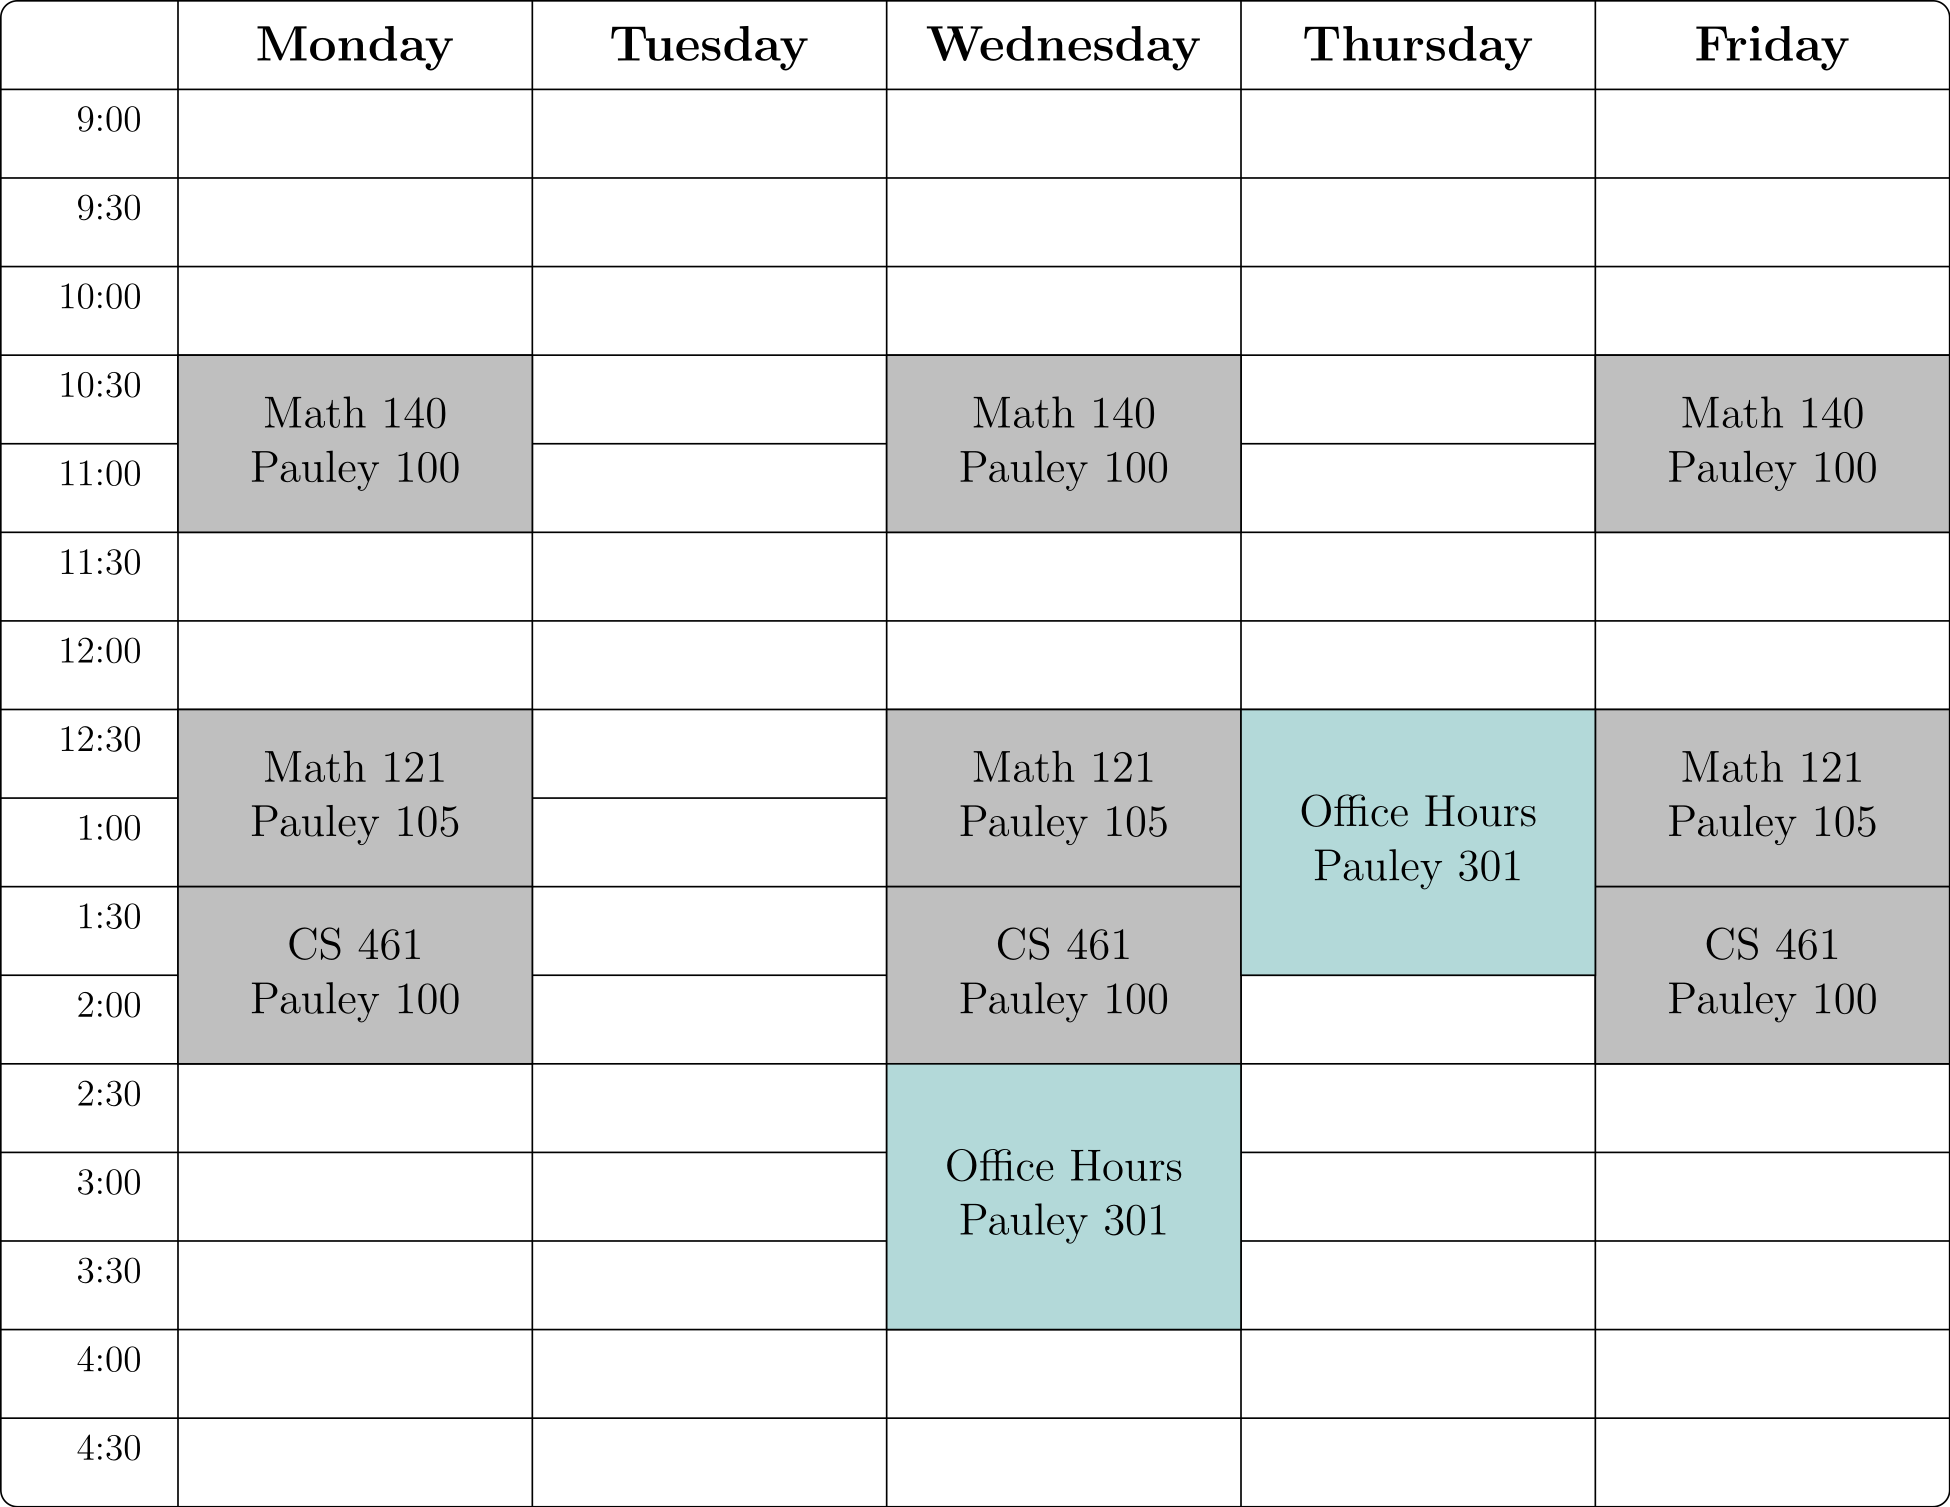 Monday Tuesday Wednesday Thursday Friday
9:00
9:30
10:00
10:30
Math 140 Math 140 Math 140
Pauley 100 Pauley 100 Pauley 100
11:00
11:30
12:00
12:30
Math 121 Math 121 Math 121
Office Hours
1:00
Pauley 105 Pauley 105 Pauley 105
Pauley 301
1:30
CS 461 CS 461 CS 461
2:00
Pauley 100 Pauley 100 Pauley 100
2:30
Office Hours
3:00
Pauley 301
3:30
4:00
4:30